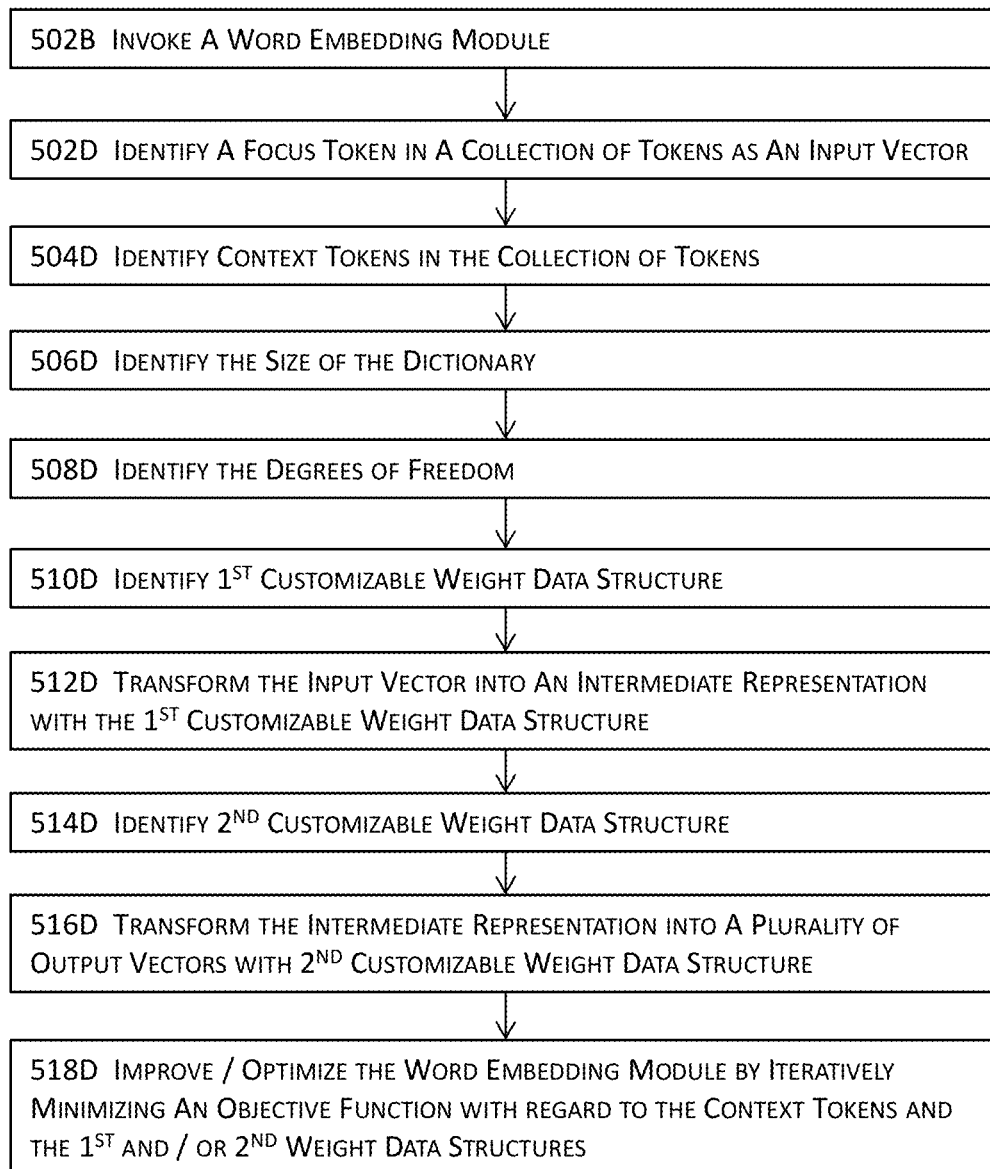 502B Invoke A Word Embedding Module
502D Identify A Focus Token in A Collection of Tokens as An Input Vector
504D Identify Context Tokens in the Collection of Tokens
506D Identify the Size of the Dictionary
508D Identify the Degrees of Freedom
510D Identify 1st Customizable Weight Data Structure
512D Transform the Input Vector into An Intermediate Representation
with the 1st Customizable Weight Data Structure
514D Identify 2nd Customizable Weight Data Structure
516D Transform the Intermediate Representation into A Plurality of
Output Vectors with 2nd Customizable Weight Data Structure
518D Improve / Optimize the Word Embedding Module by Iteratively
Minimizing An Objective Function with regard to the Context Tokens and
the 1st and / or 2nd Weight Data Structures